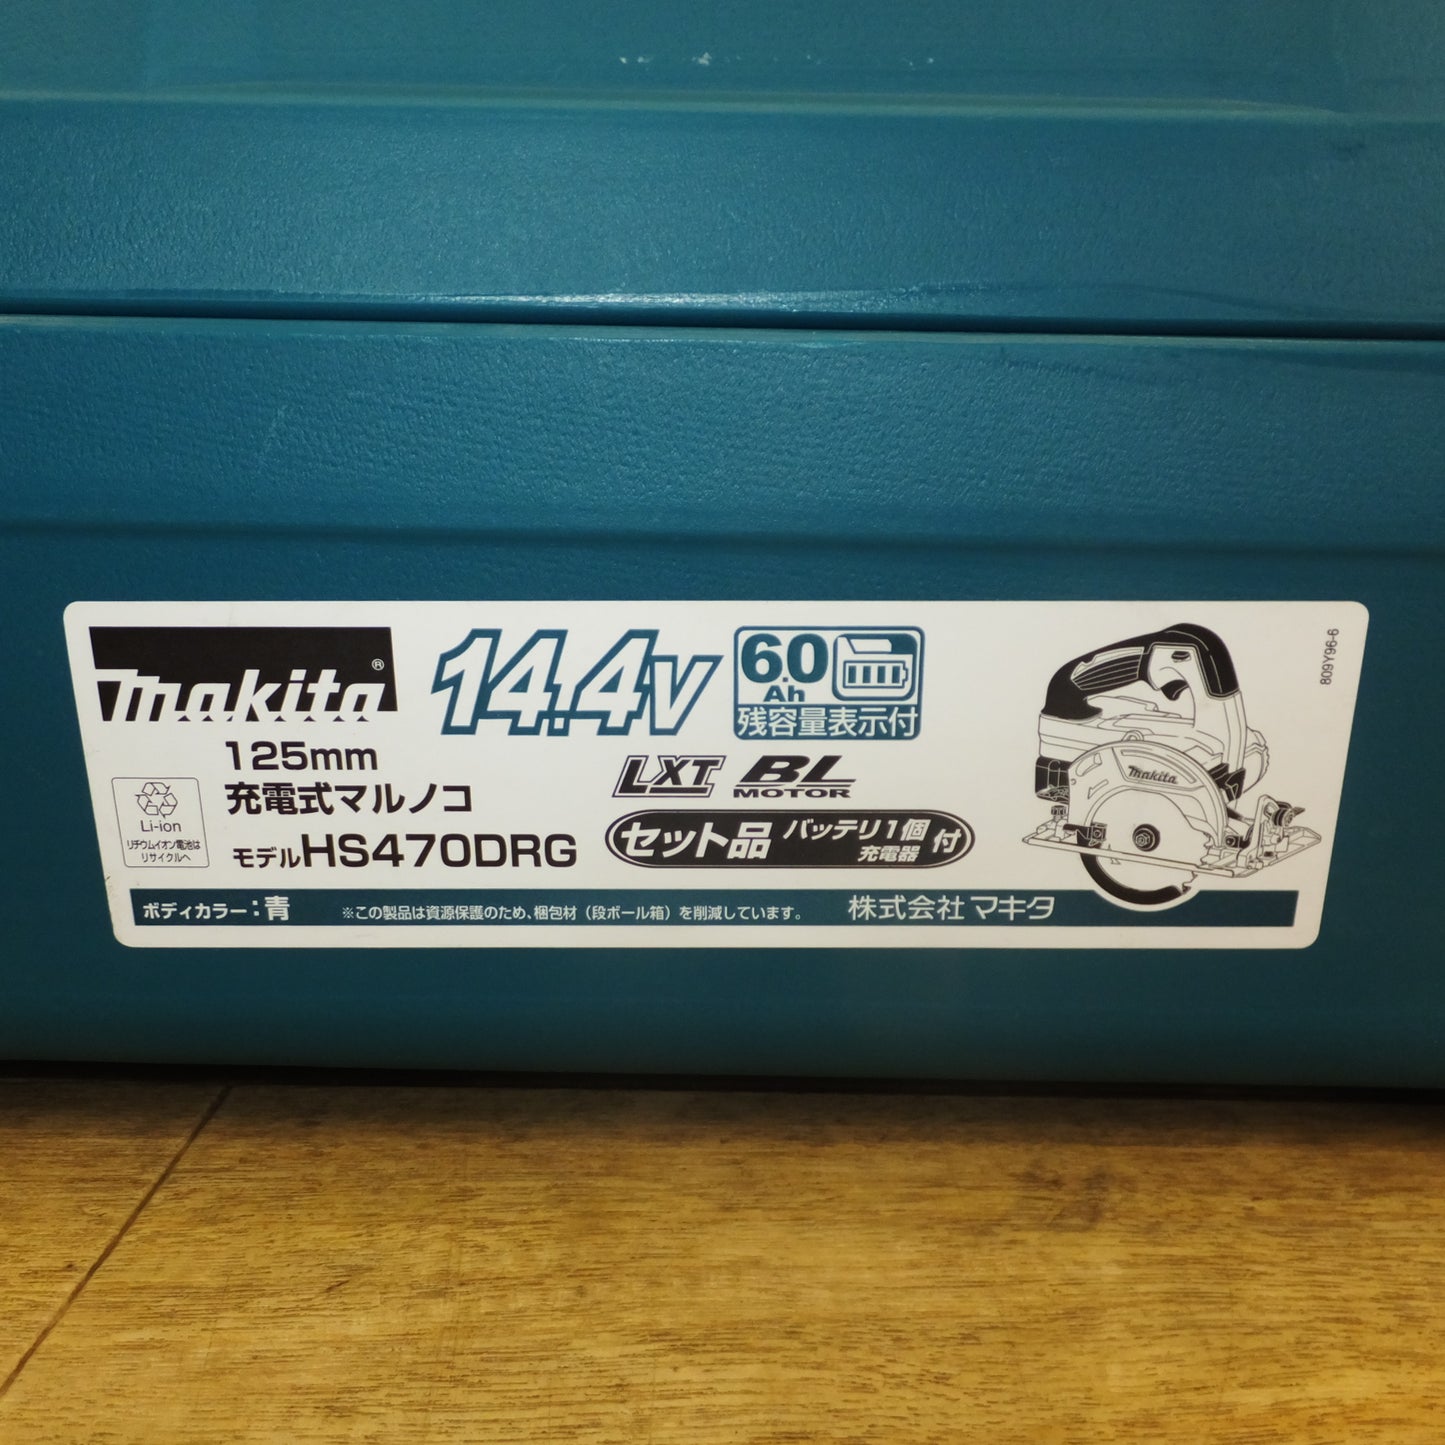 makita®
14.4V
6.0
Ah
残容量表示付
125mm
充電式マルノコ
モデルHS470DRG
LXT BL
MOTOR
セット品 バッテリ1個
充電器
付
Li-ion
リチウムイオン電池は
リサイクルへ
makita
809Y96-6
ボディカラー:青 ※この製品は資源保護のため、梱包材(段ボール箱)を削減しています。 株式会社マキタ